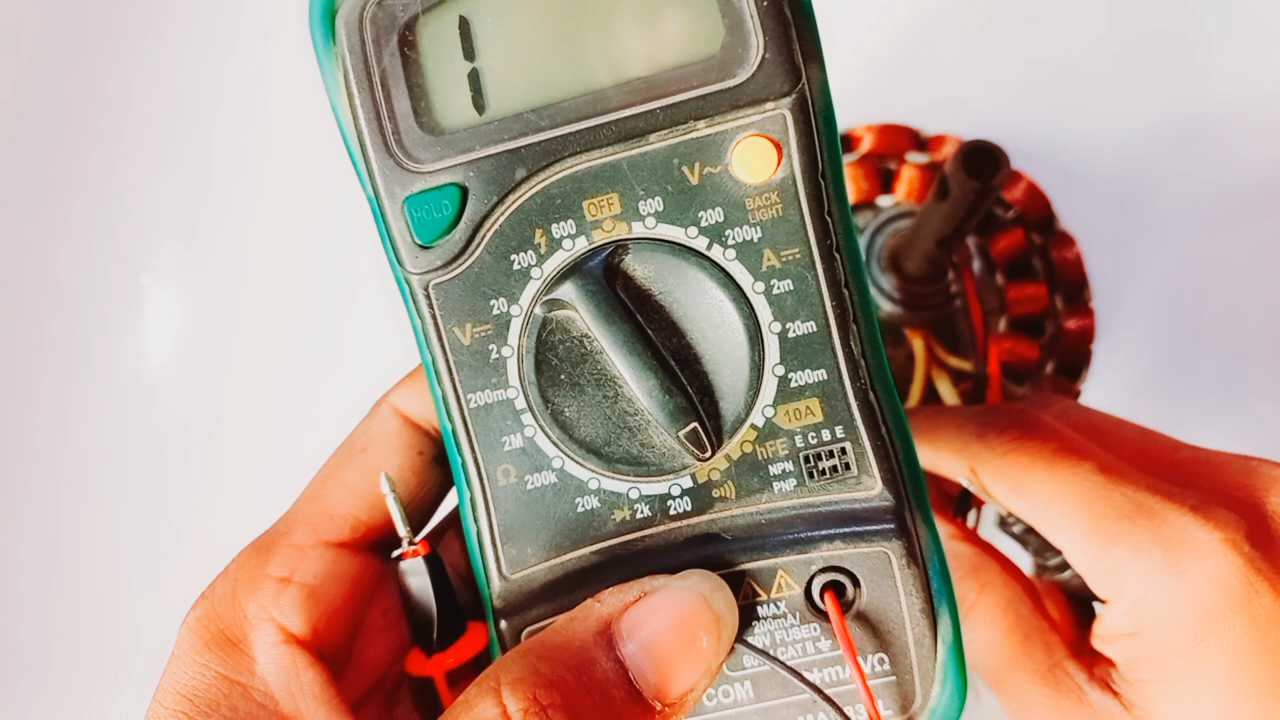 1
HOLD
V~
BACK
LIGHT
OFF
600
200
200µ
A⎓
2m
20m
200m
10A
hFE
E C B E
NPN
PNP
200
2k
20k
200k
2M
Ω
200m
2
V⎓
20
200
600
MAX
200mA/
FUSED
CAT II
COM
mAVΩ